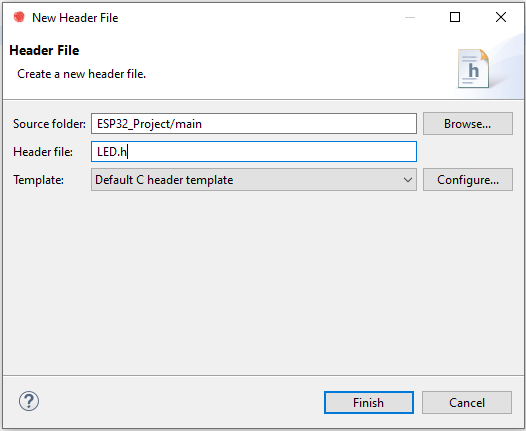 New Header File
Header File
Create a new header file.
h
Source folder: ESP32_Project/main Browse...
Header file: LED.h
Template: Default C header template Configure...
? Finish Cancel